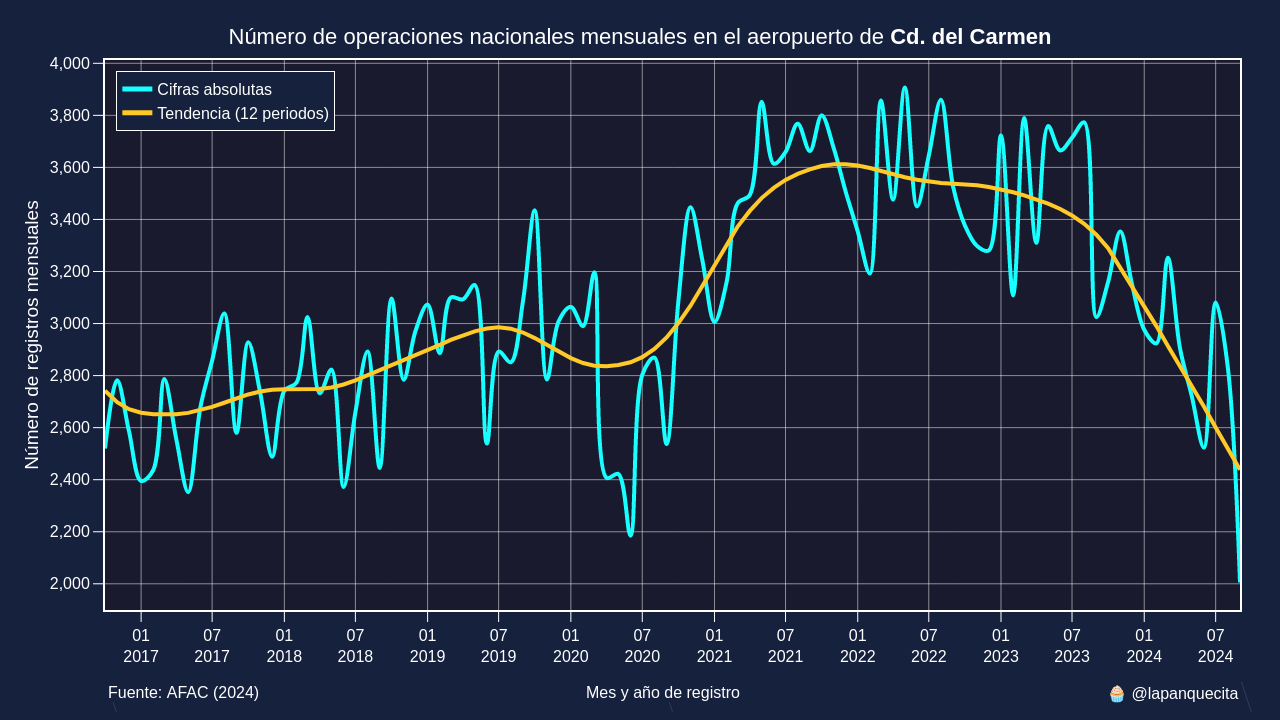 Número de operaciones nacionales mensuales en el aeropuerto de Cd. del Carmen
Cifras absolutas
Tendencia (12 periodos)
Número de registros mensuales
4,000
3,800
3,600
3,400
3,200
3,000
2,800
2,600
2,400
2,200
2,000
01 07 01 07 01 07 01 07 01 07 01 07 01 07 01 07
2017 2017 2018 2018 2019 2019 2020 2020 2021 2021 2022 2022 2023 2023 2024 2024
Fuente: AFAC (2024)
Mes y año de registro
🧁 @lapanquecita